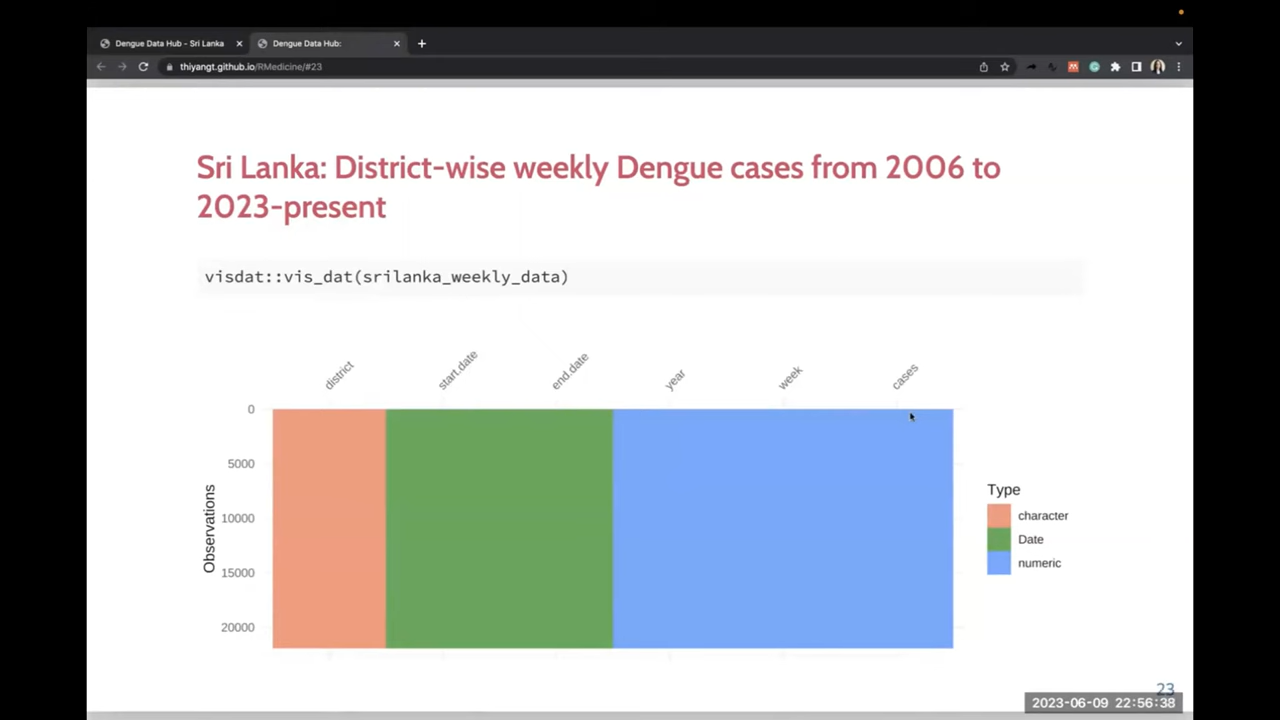 Dengue Data Hub - Sri Lanka
Dengue Data Hub:
thiyangt.github.io/RMedicine/#23
Sri Lanka: District-wise weekly Dengue cases from 2006 to
2023-present
visdat::vis_dat(srilanka_weekly_data)
district
start.date
end.date
year
week
cases
0
5000
10000
15000
20000
Observations
Type
character
Date
numeric
23
2023-06-09 22:56:38